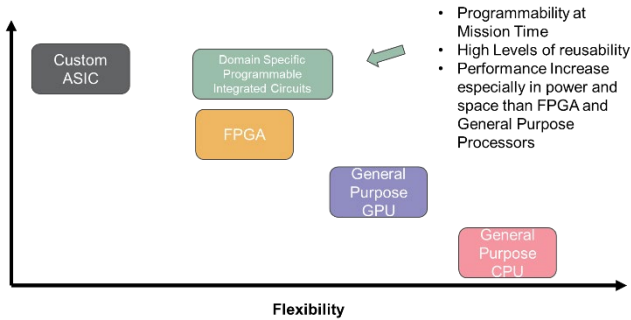 Custom
ASIC
Domain Specific
Programmable
Integrated Circuits
• Programmability at
Mission Time
• High Levels of reusability
• Performance Increase
especially in power and
space than FPGA and
General Purpose
Processors
FPGA
General
Purpose
GPU
General
Purpose
CPU
Flexibility